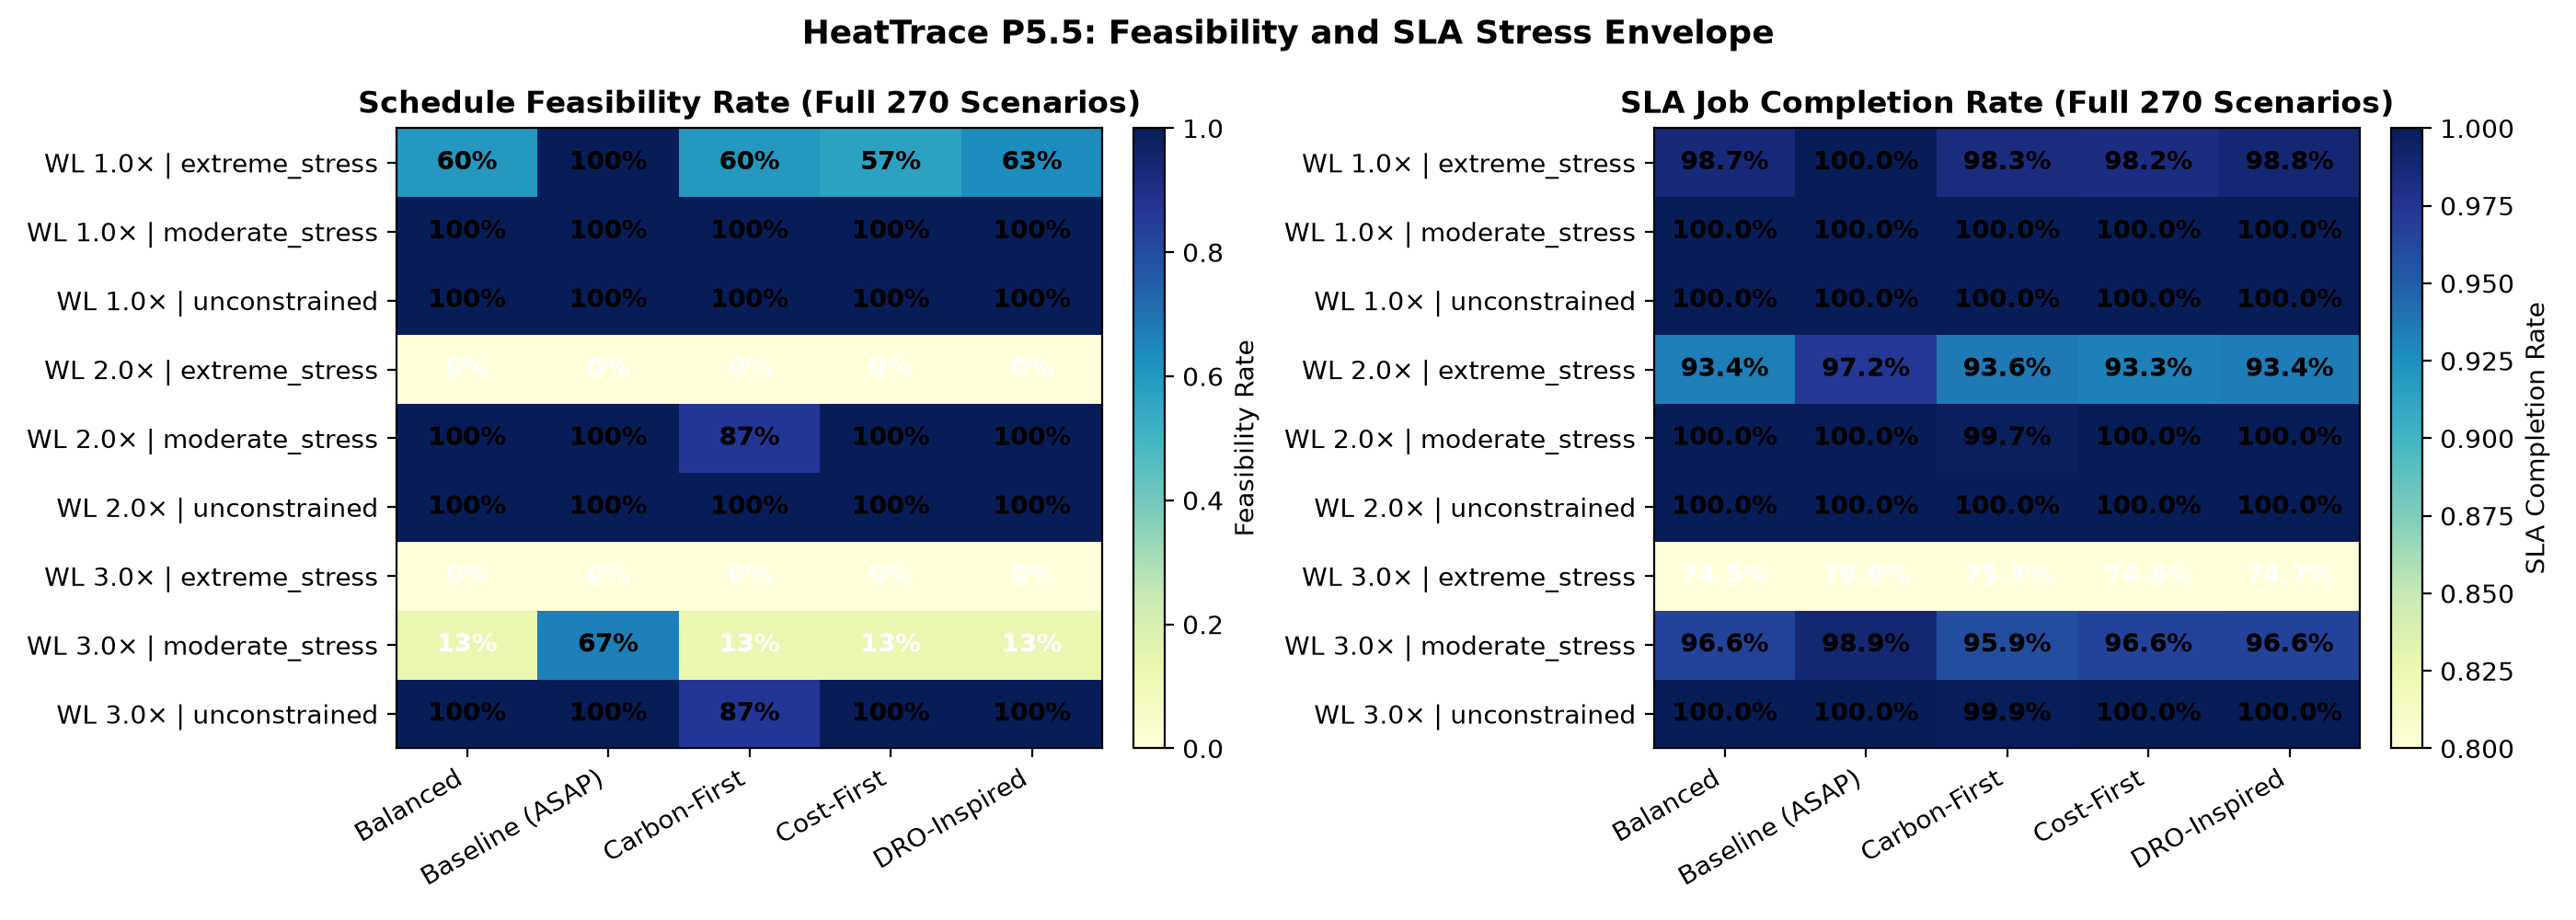 HeatTrace P5.5: Feasibility and SLA Stress Envelope
Schedule Feasibility Rate (Full 270 Scenarios)
WL 1.0× | extreme_stress 60% 100% 60% 57% 63%
WL 1.0× | moderate_stress 100% 100% 100% 100% 100%
WL 1.0× | unconstrained 100% 100% 100% 100% 100%
WL 2.0× | extreme_stress 0% 0% 0% 0% 0%
WL 2.0× | moderate_stress 100% 100% 87% 100% 100%
WL 2.0× | unconstrained 100% 100% 100% 100% 100%
WL 3.0× | extreme_stress 0% 0% 0% 0% 0%
WL 3.0× | moderate_stress 13% 67% 13% 13% 13%
WL 3.0× | unconstrained 100% 100% 87% 100% 100%
Balanced
Baseline (ASAP)
Carbon-First
Cost-First
DRO-Inspired
1.0
0.8
0.6
0.4
0.2
0.0
Feasibility Rate
SLA Job Completion Rate (Full 270 Scenarios)
WL 1.0× | extreme_stress 98.7% 100.0% 98.3% 98.2% 98.8%
WL 1.0× | moderate_stress 100.0% 100.0% 100.0% 100.0% 100.0%
WL 1.0× | unconstrained 100.0% 100.0% 100.0% 100.0% 100.0%
WL 2.0× | extreme_stress 93.4% 97.2% 93.6% 93.3% 93.4%
WL 2.0× | moderate_stress 100.0% 100.0% 99.7% 100.0% 100.0%
WL 2.0× | unconstrained 100.0% 100.0% 100.0% 100.0% 100.0%
WL 3.0× | extreme_stress 74.5% 79.6% 75.3% 74.6% 74.7%
WL 3.0× | moderate_stress 96.6% 98.9% 95.9% 96.6% 96.6%
WL 3.0× | unconstrained 100.0% 100.0% 99.9% 100.0% 100.0%
Balanced
Baseline (ASAP)
Carbon-First
Cost-First
DRO-Inspired
1.000
0.975
0.950
0.925
0.900
0.875
0.850
0.825
0.800
SLA Completion Rate